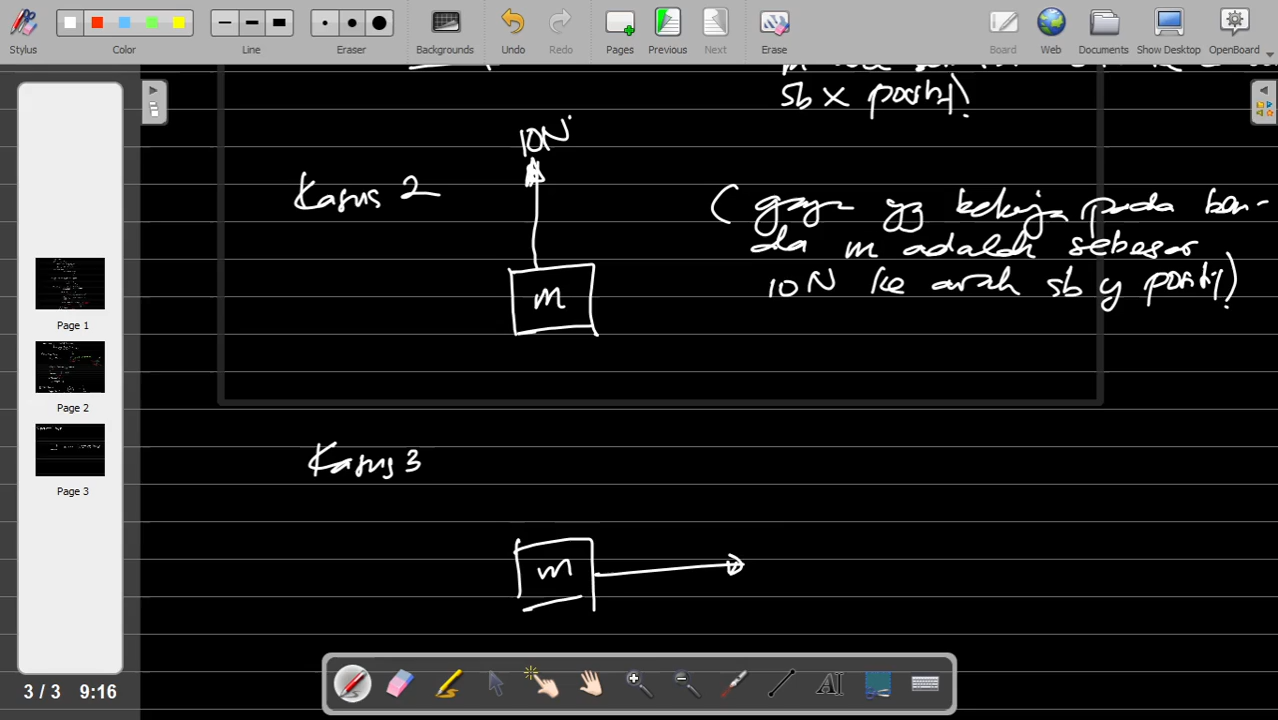 Stylus
Color
Line
Eraser
Backgrounds
Undo
Redo
Pages
Previous
Next
Erase
Board
Web
Documents
Show Desktop
OpenBoard
sb x positif)
10N
Kasus 2
(gaya yg bekerja pada ben-
da m adalah sebesar
10N ke arah sb y positif)
m
Page 1
Page 2
Kasus 3
Page 3
m
3 / 3 9:16